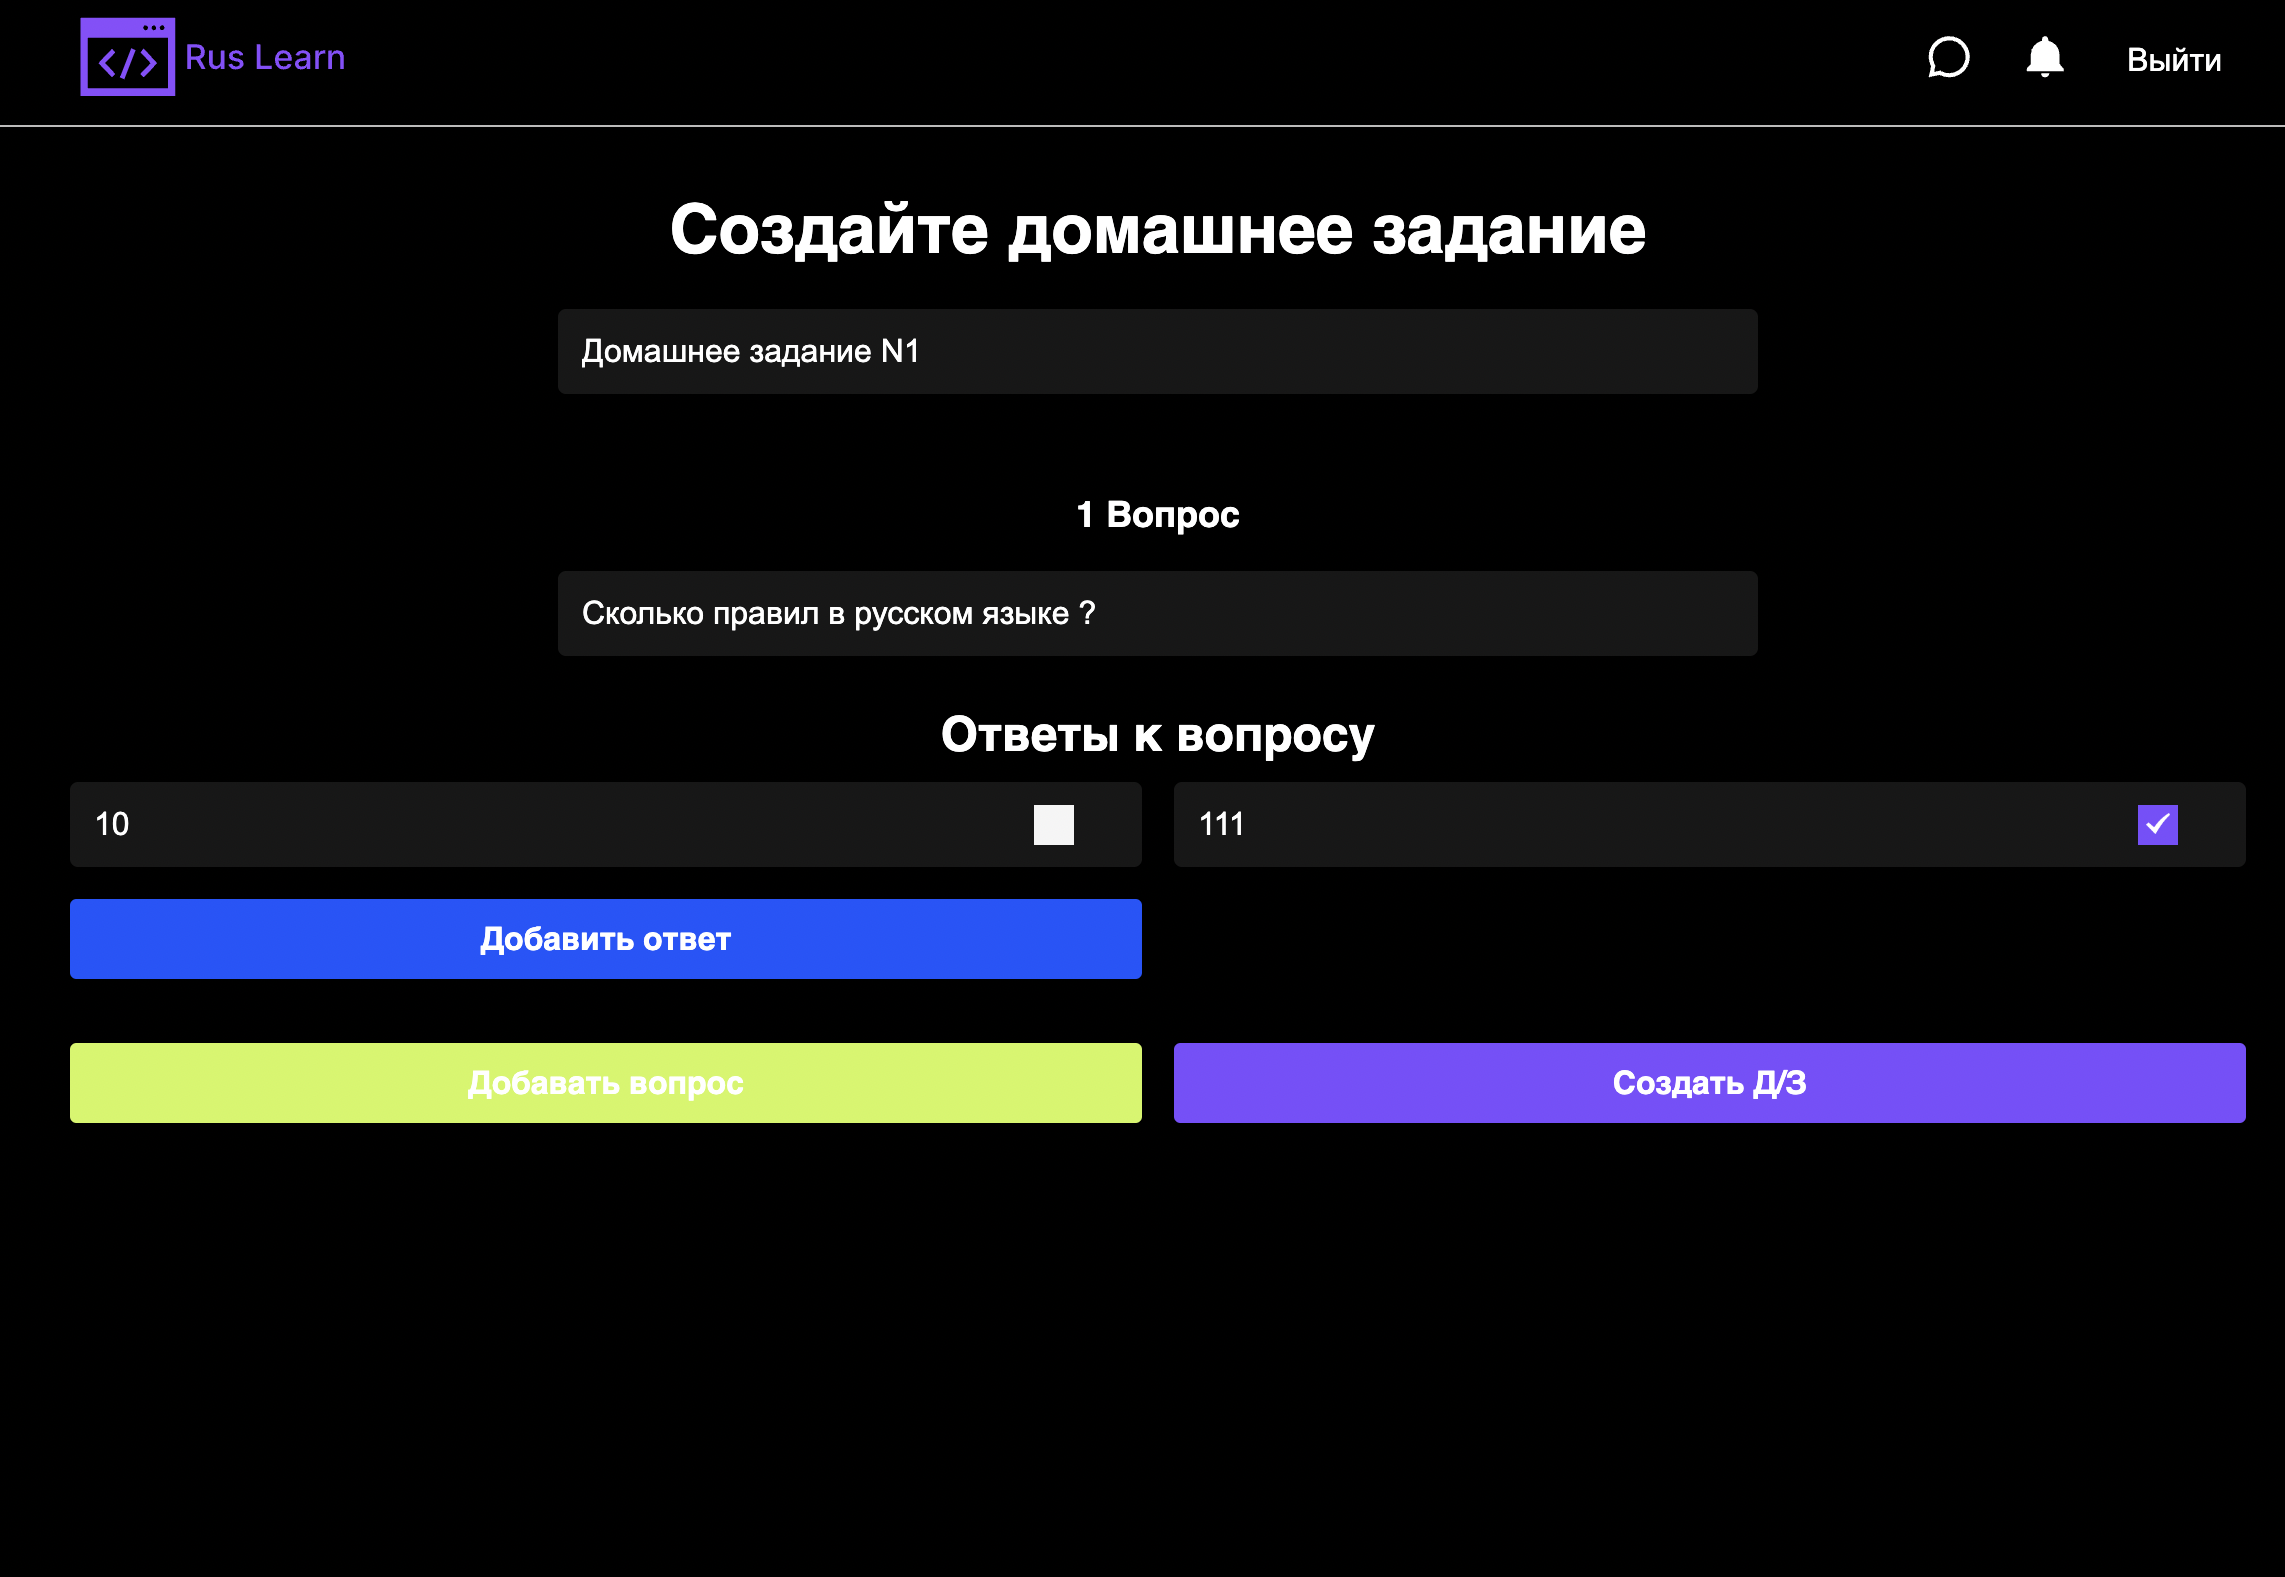 </> Rus Learn
Выйти
Создайте домашнее задание
Домашнее задание N1
1 Вопрос
Сколько правил в русском языке ?
Ответы к вопросу
10
111
Добавить ответ
Добавать вопрос
Создать Д/З